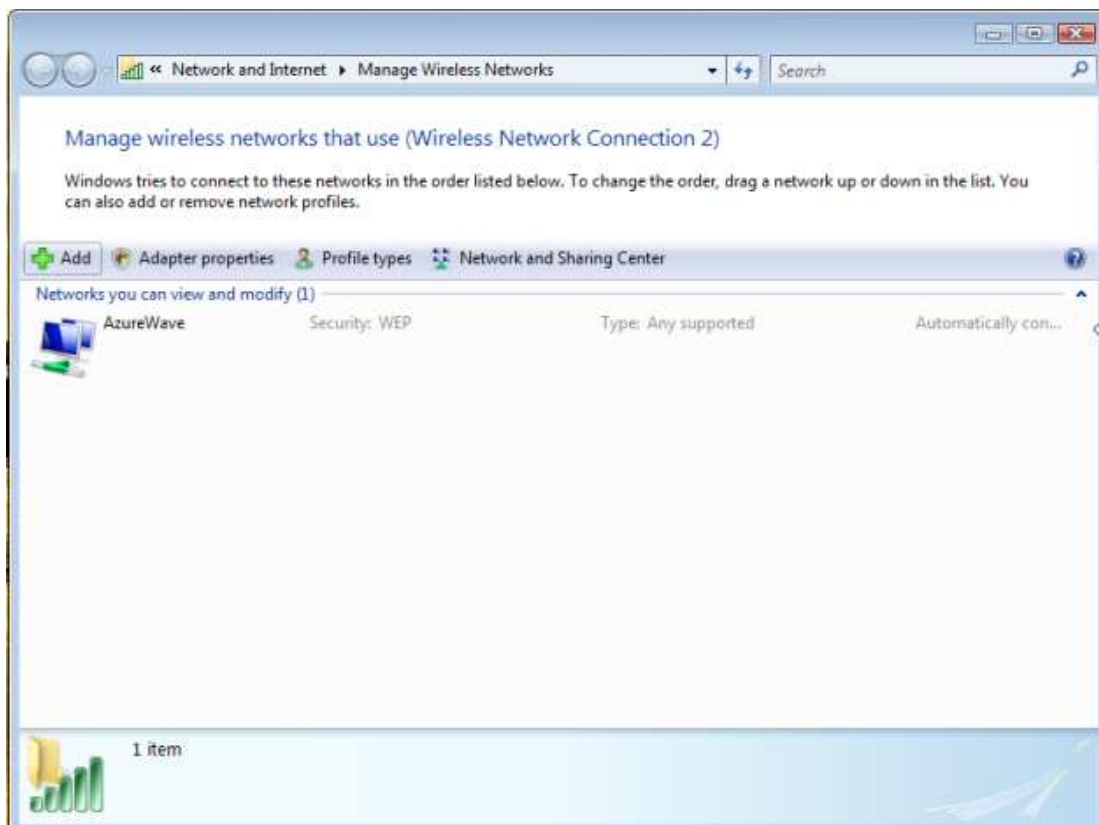 « Network and Internet ▸ Manage Wireless Networks
Search
Manage wireless networks that use (Wireless Network Connection 2)
Windows tries to connect to these networks in the order listed below. To change the order, drag a network up or down in the list. You
can also add or remove network profiles.
Add Adapter properties Profile types Network and Sharing Center
Networks you can view and modify (1)
AzureWave Security: WEP Type: Any supported Automatically con...
1 item